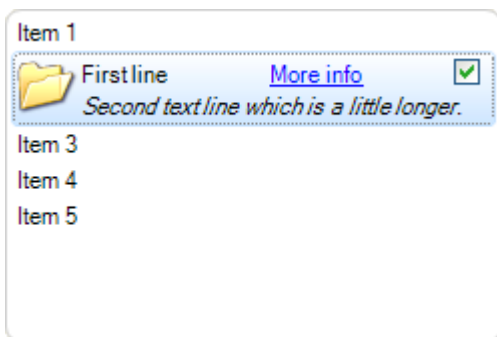 Item 1
First line More info
Second text line which is a little longer.
Item 3
Item 4
Item 5